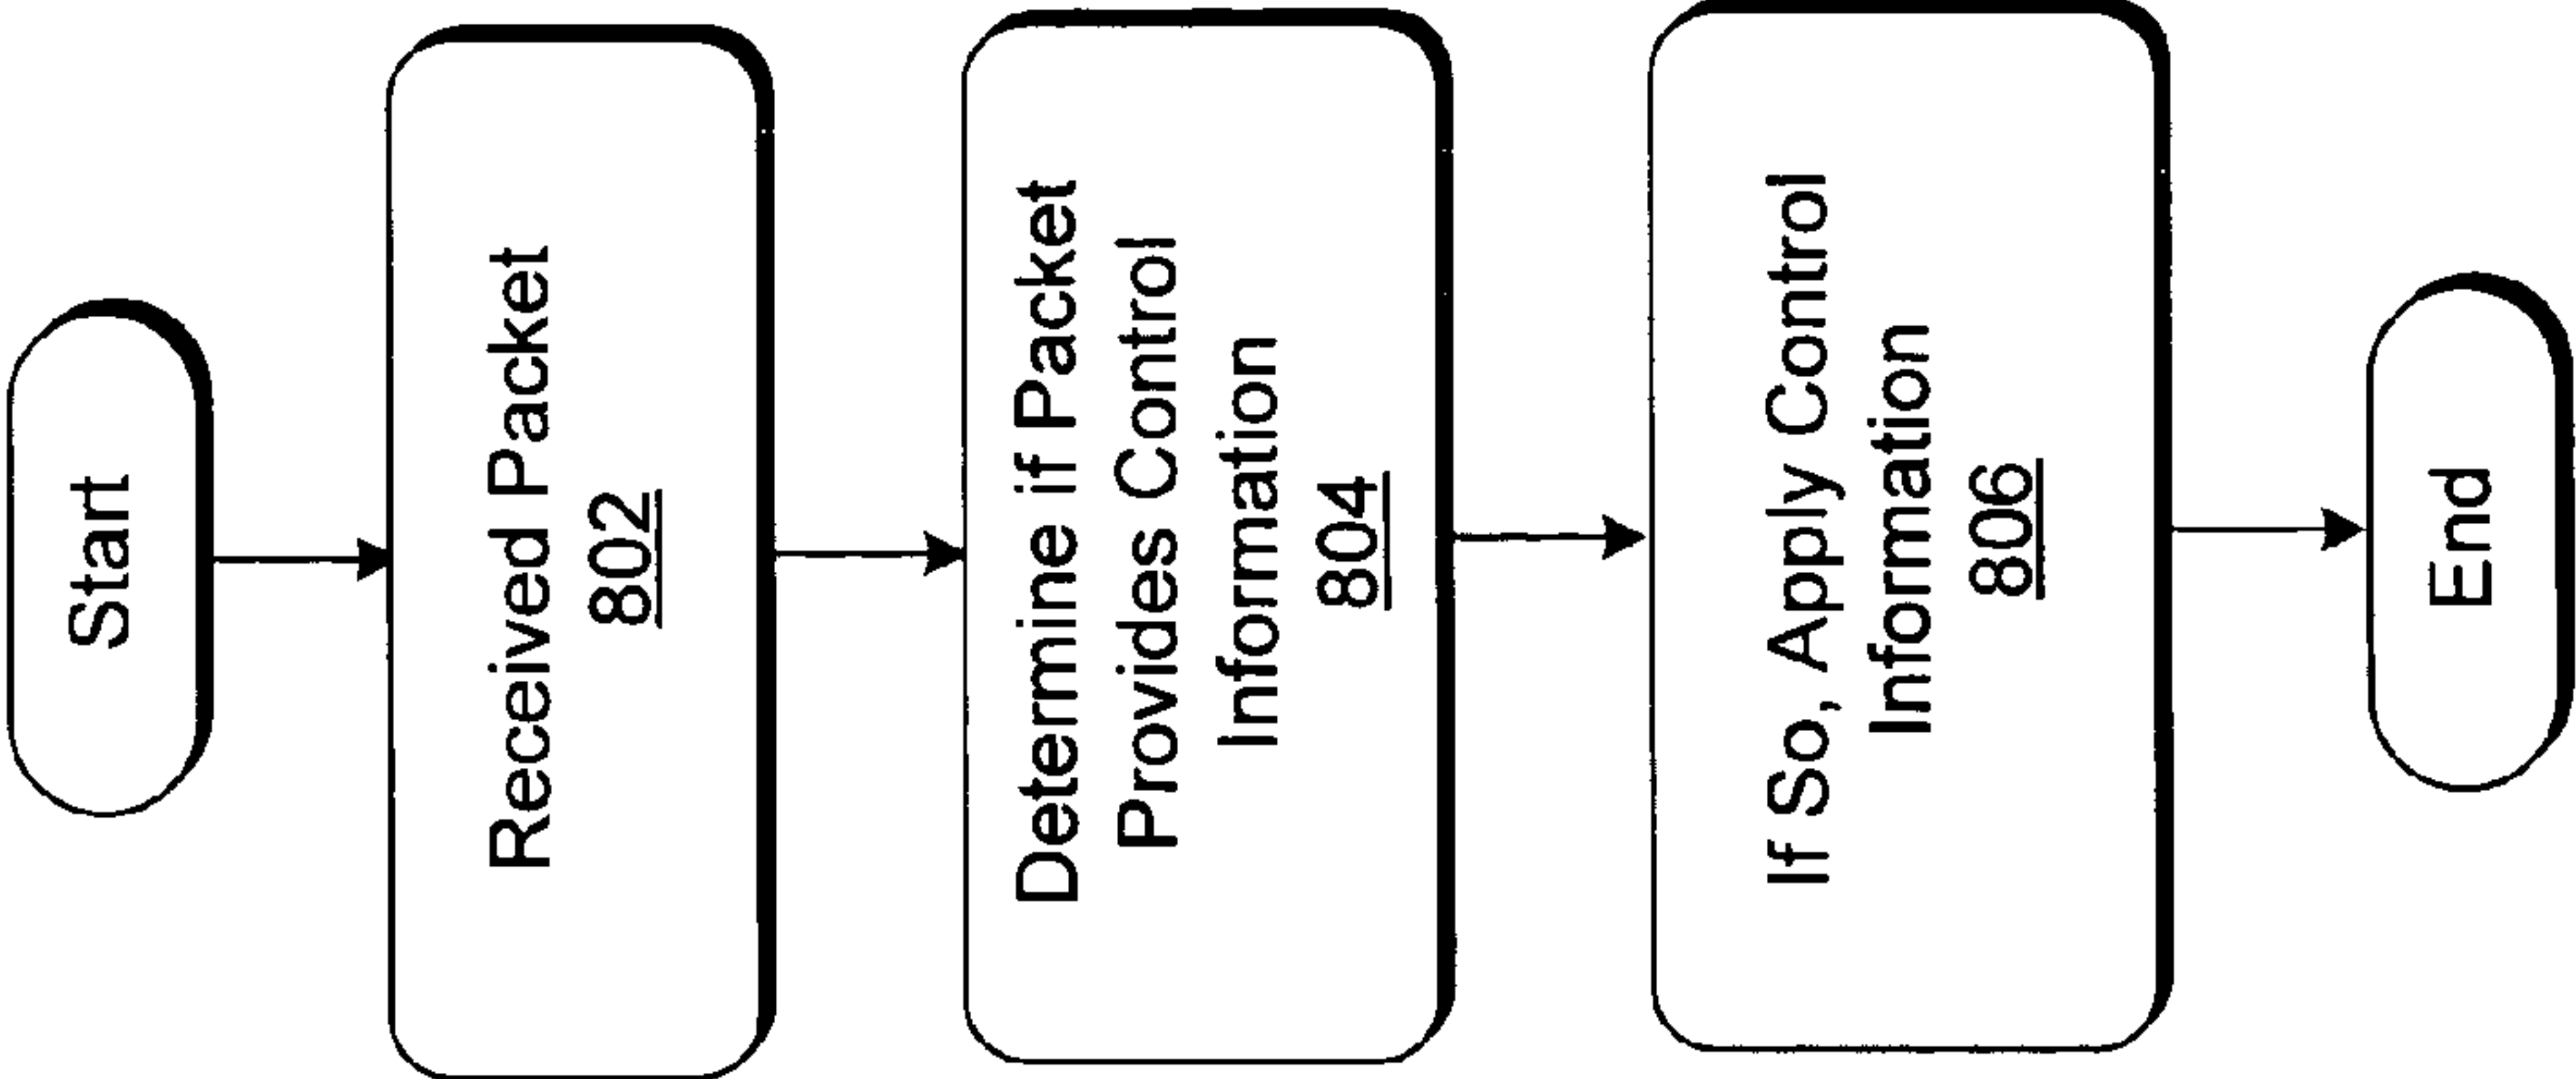 Start
Received Packet
802
Determine if Packet
Provides Control
Information
804
If So, Apply Control
Information
806
End